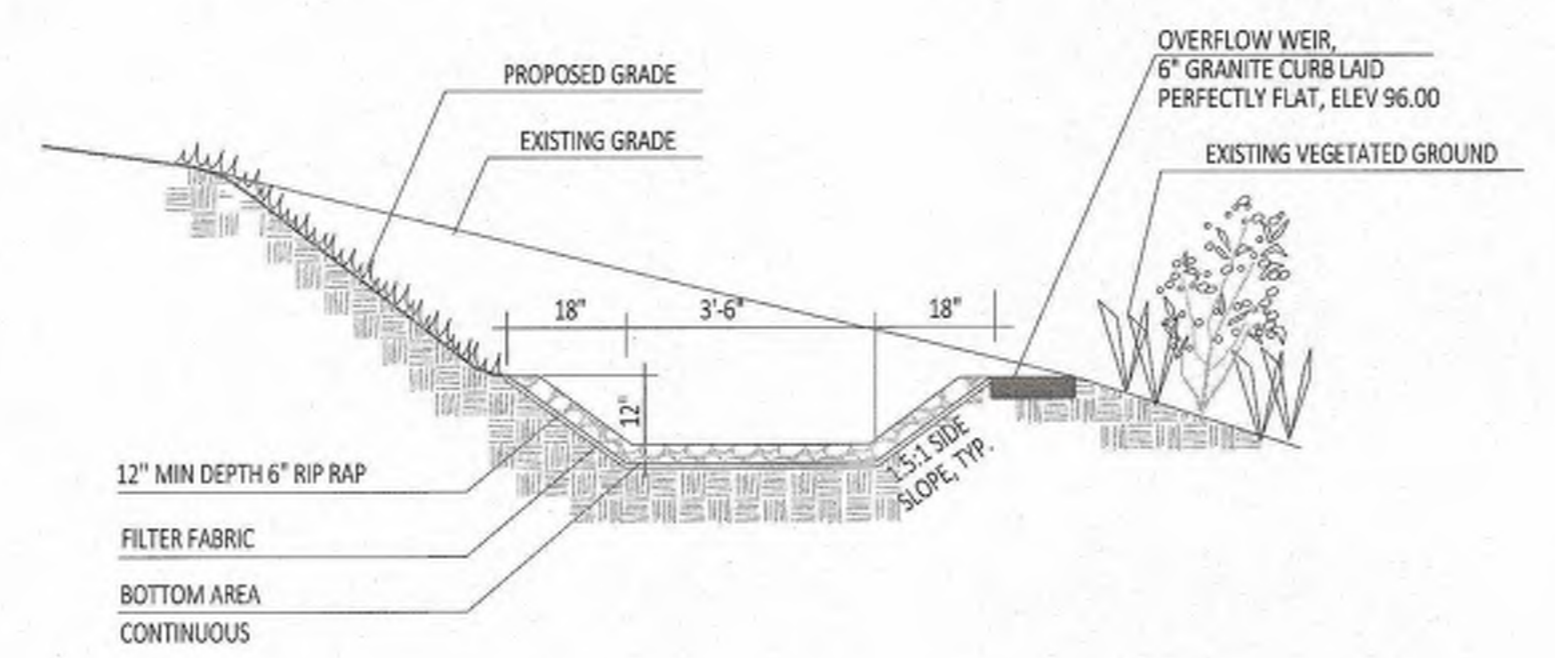 OVERFLOW WEIR,
6" GRANITE CURB LAID
PERFECTLY FLAT, ELEV 96.00
PROPOSED GRADE
EXISTING GRADE
EXISTING VEGETATED GROUND
18"
3'-6"
18"
12"
1.5:1 SIDE
SLOPE, TYP.
12" MIN DEPTH 6" RIP RAP
FILTER FABRIC
BOTTOM AREA
CONTINUOUS